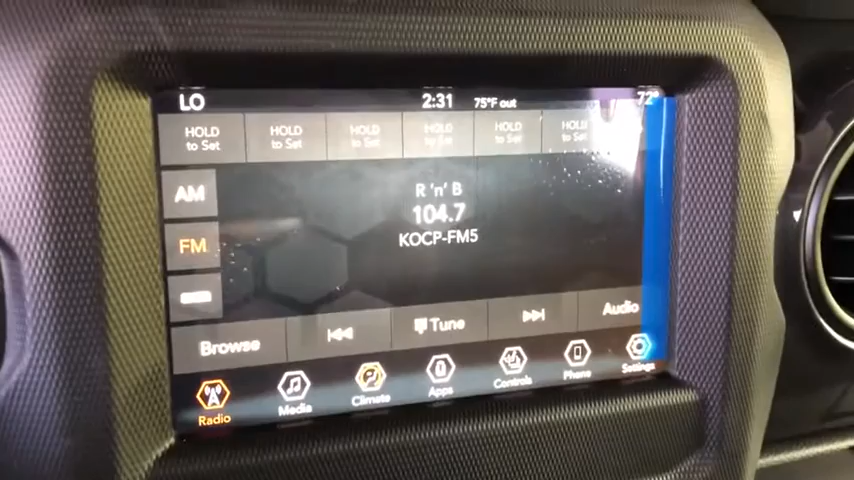 LO 2:31 75°F out 72°
HOLD to Set HOLD to Set HOLD to Set HOLD to Set HOLD to Set HOLD to Set
AM
R 'n' B
104.7
FM
KOCP-FM5
Browse Tune Audio
Radio Media Climate Apps Controls Phone Settings